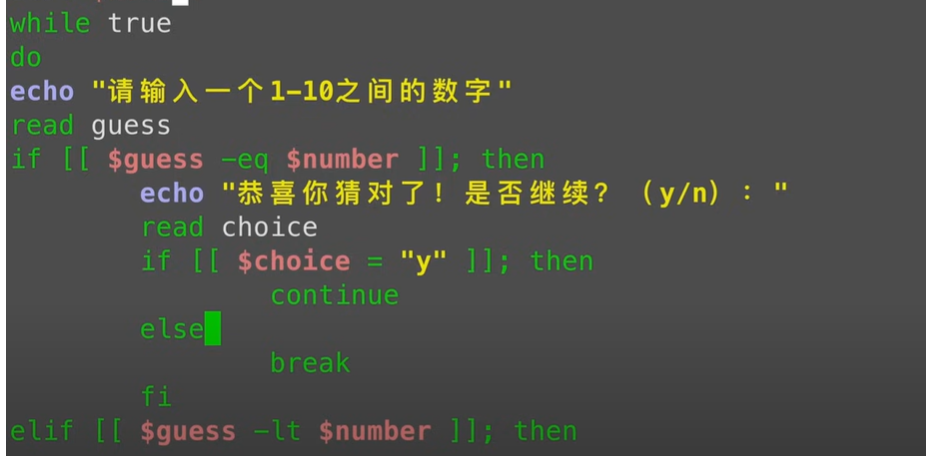 while true
do
echo "请输入一个1-10之间的数字"
read guess
if [[ $guess -eq $number ]]; then
echo "恭喜你猜对了！是否继续？（y/n）："
read choice
if [[ $choice = "y" ]]; then
continue
else
break
fi
elif [[ $guess -lt $number ]]; then